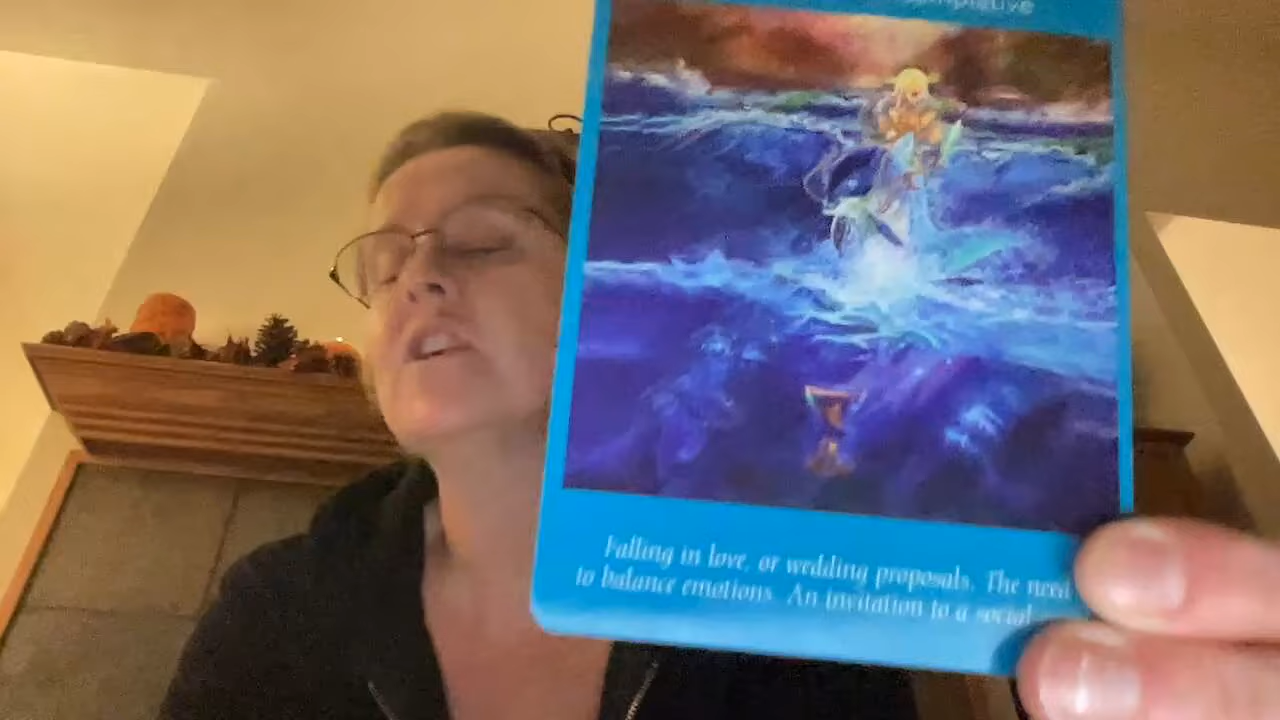 Falling in love, or wedding proposals. The need
to balance emotions. An invitation to a social